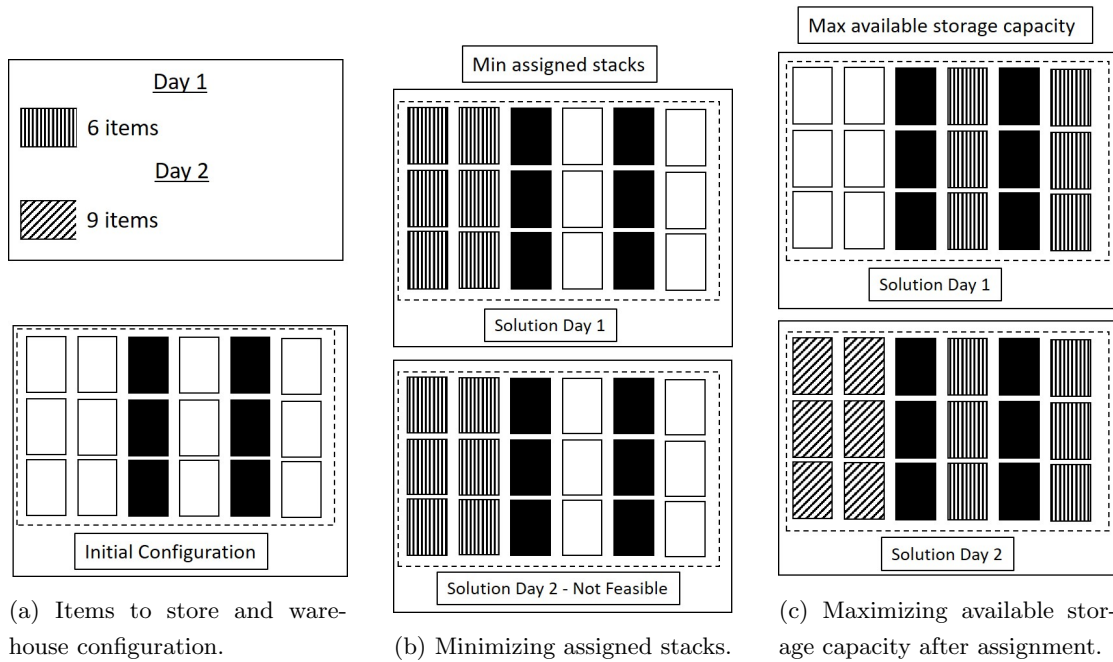 Day 1
6 items
Day 2
9 items
Initial Configuration
(a) Items to store and ware-
house configuration.
Min assigned stacks
Solution Day 1
Solution Day 2 - Not Feasible
(b) Minimizing assigned stacks.
Max available storage capacity
Solution Day 1
Solution Day 2
(c) Maximizing available stor-
age capacity after assignment.